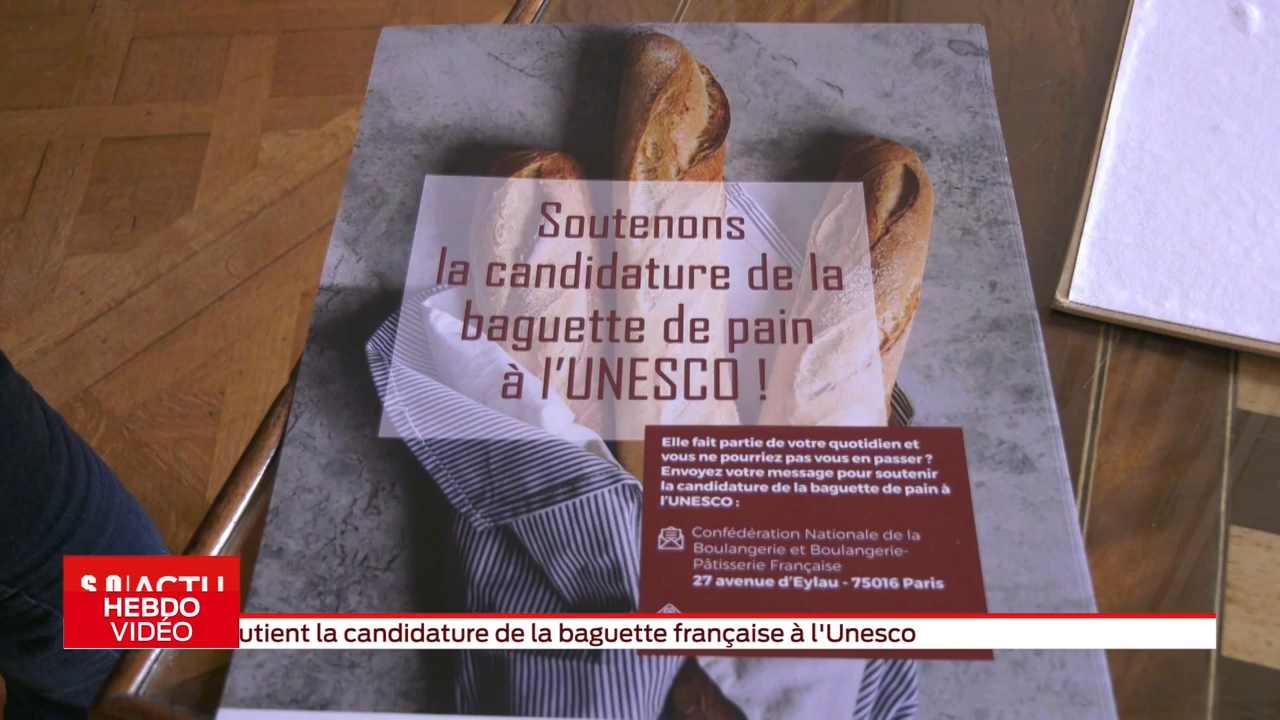 Soutenons
la candidature de la
baguette de pain
à l'UNESCO !
Elle fait partie de votre quotidien et
vous ne pourriez pas vous en passer ?
Envoyez votre message pour soutenir
la candidature de la baguette de pain à
l'UNESCO :
Confédération Nationale de la
Boulangerie et Boulangerie-
Pâtisserie Française
27 avenue d'Eylau - 75016 Paris
HEBDO
VIDÉO
utient la candidature de la baguette française à l'Unesco